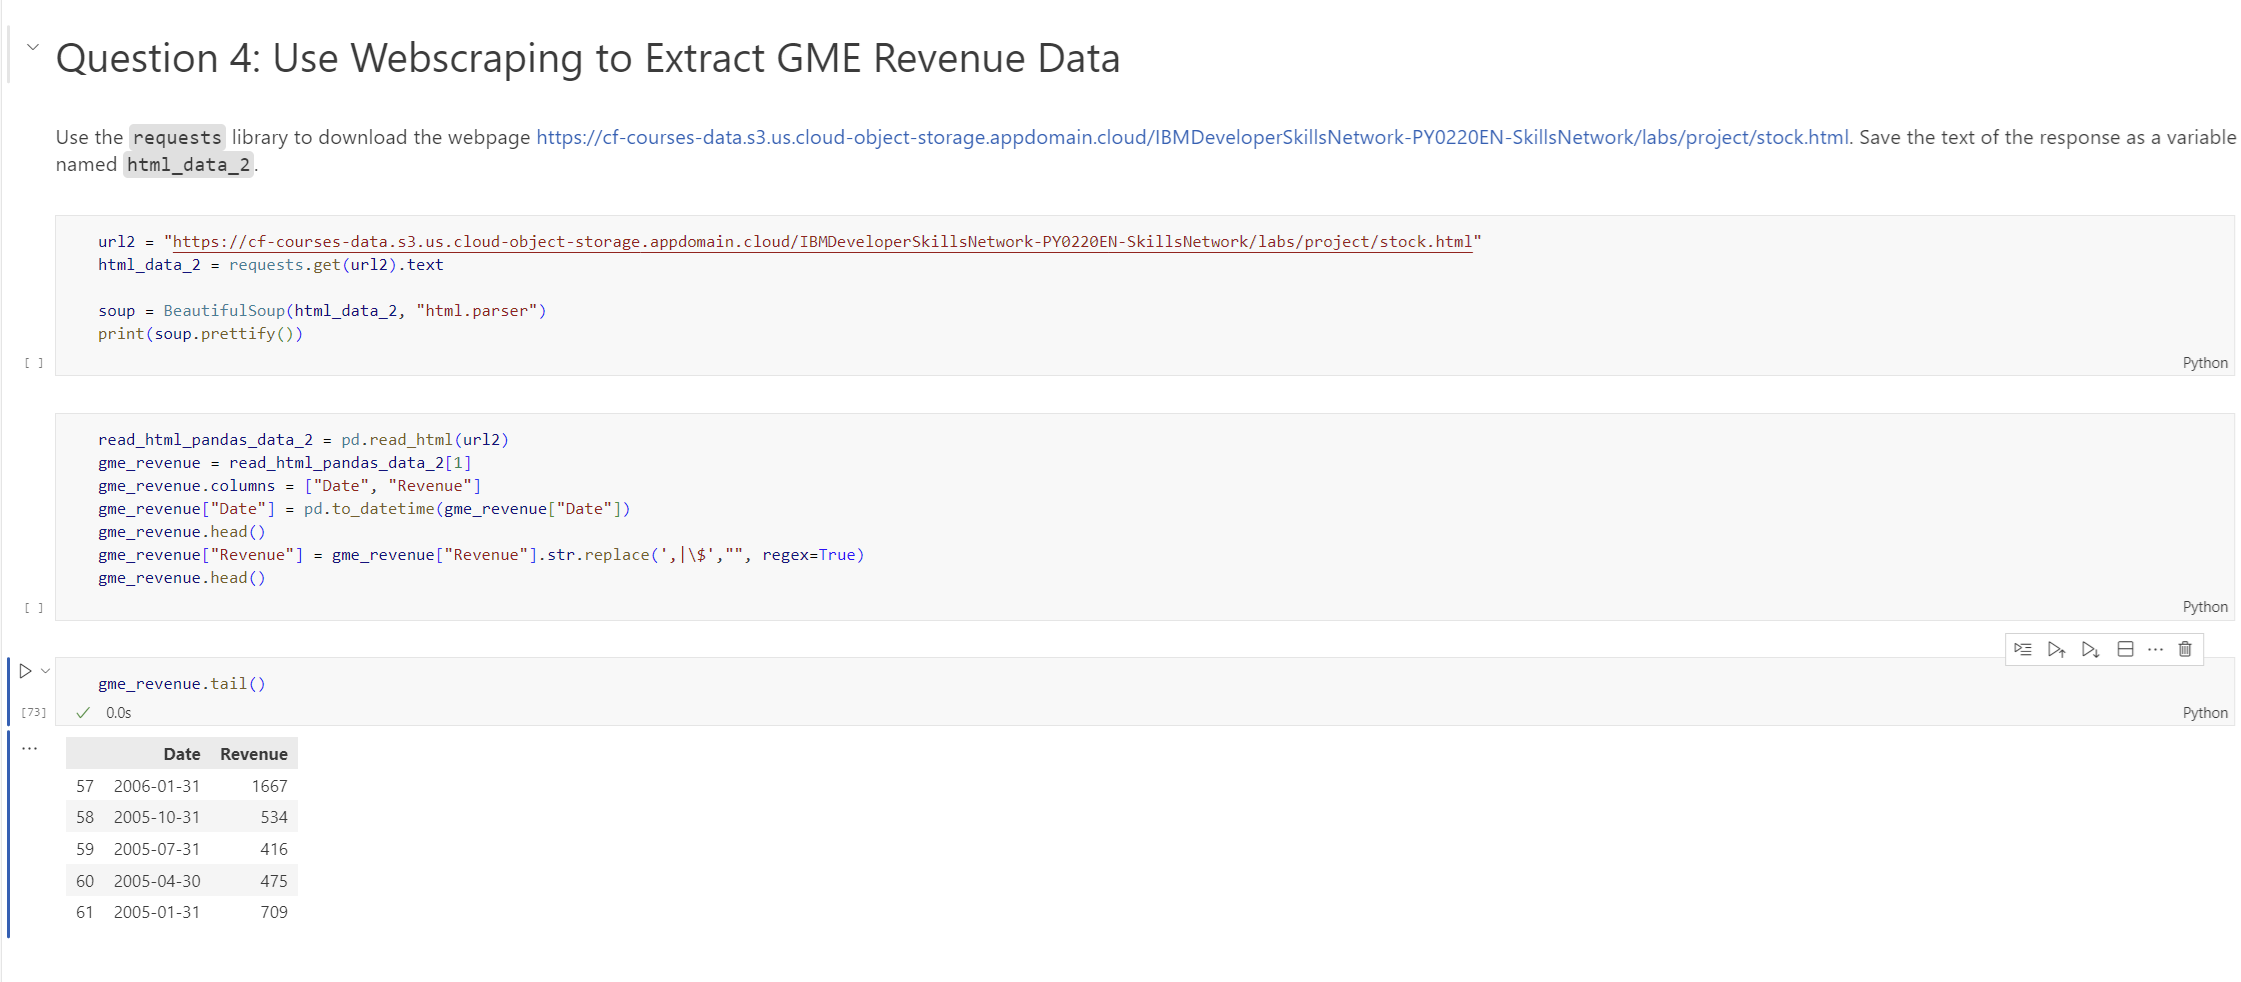 Question 4: Use Webscraping to Extract GME Revenue Data
Use the requests library to download the webpage https://cf-courses-data.s3.us.cloud-object-storage.appdomain.cloud/IBMDeveloperSkillsNetwork-PY0220EN-SkillsNetwork/labs/project/stock.html. Save the text of the response as a variable
named html_data_2.
url2 = "https://cf-courses-data.s3.us.cloud-object-storage.appdomain.cloud/IBMDeveloperSkillsNetwork-PY0220EN-SkillsNetwork/labs/project/stock.html"
html_data_2 = requests.get(url2).text
soup = BeautifulSoup(html_data_2, "html.parser")
print(soup.prettify())
[ ]
Python
read_html_pandas_data_2 = pd.read_html(url2)
gme_revenue = read_html_pandas_data_2[1]
gme_revenue.columns = ["Date", "Revenue"]
gme_revenue["Date"] = pd.to_datetime(gme_revenue["Date"])
gme_revenue.head()
gme_revenue["Revenue"] = gme_revenue["Revenue"].str.replace(',|\$',"", regex=True)
gme_revenue.head()
[ ]
Python
gme_revenue.tail()
[73] 0.0s
Python
Date Revenue
57 2006-01-31 1667
58 2005-10-31 534
59 2005-07-31 416
60 2005-04-30 475
61 2005-01-31 709